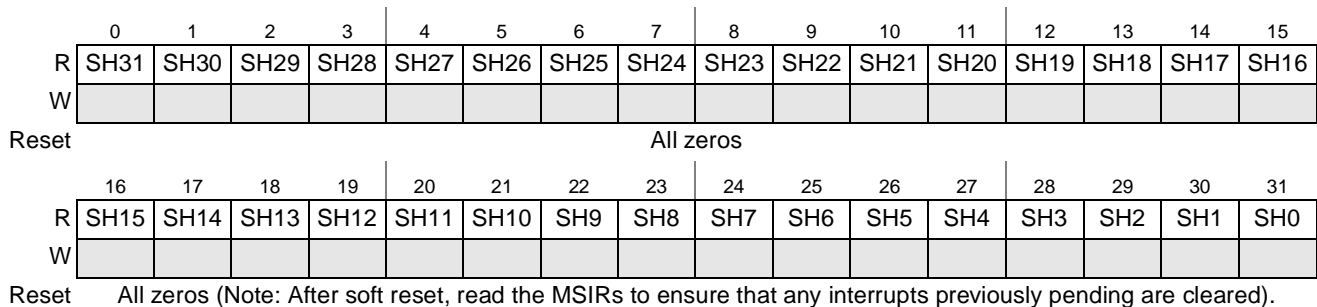 0 1 2 3 4 5 6 7 8 9 10 11 12 13 14 15
R SH31 SH30 SH29 SH28 SH27 SH26 SH25 SH24 SH23 SH22 SH21 SH20 SH19 SH18 SH17 SH16
W
Reset All zeros
16 17 18 19 20 21 22 23 24 25 26 27 28 29 30 31
R SH15 SH14 SH13 SH12 SH11 SH10 SH9 SH8 SH7 SH6 SH5 SH4 SH3 SH2 SH1 SH0
W
Reset All zeros (Note: After soft reset, read the MSIRs to ensure that any interrupts previously pending are cleared).